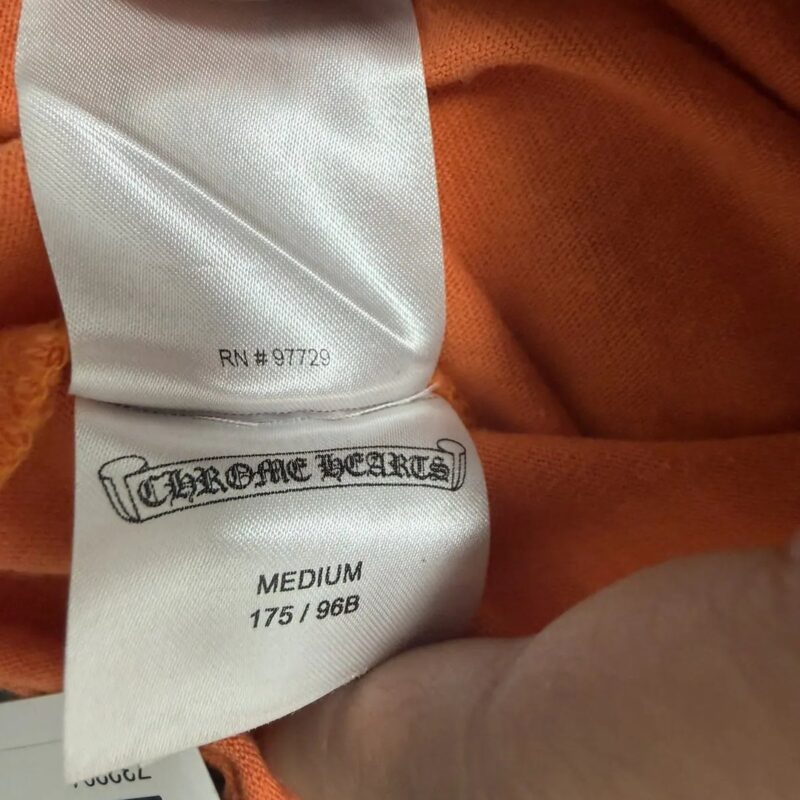 RN # 97729
CHROME HEARTS
MEDIUM
175 / 96B